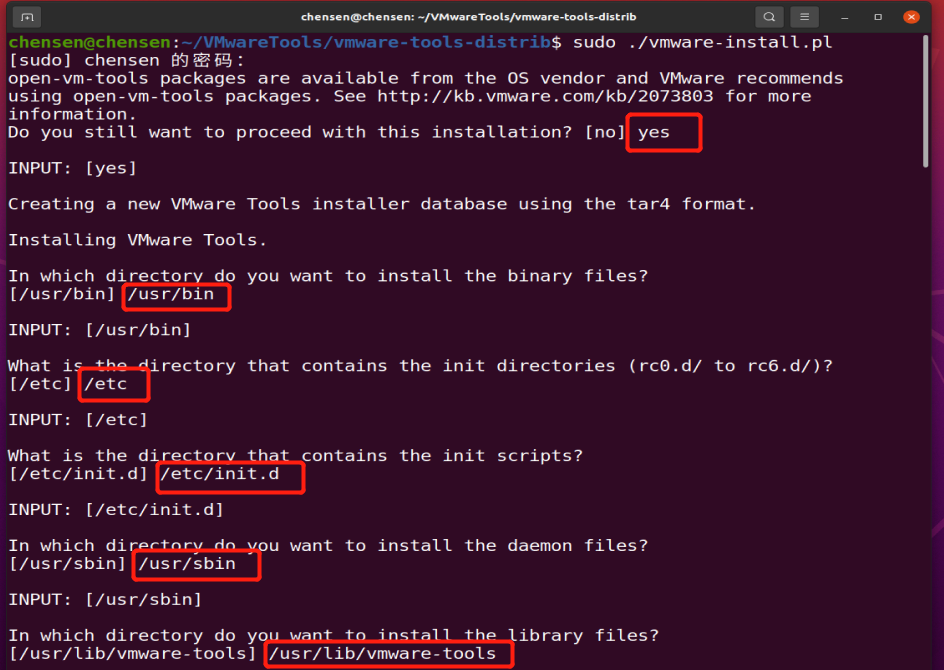 chensen@chensen: ~/VMwareTools/vmware-tools-distrib
chensen@chensen:~/VMwareTools/vmware-tools-distrib$ sudo ./vmware-install.pl
[sudo] chensen 的密码：
open-vm-tools packages are available from the OS vendor and VMware recommends
using open-vm-tools packages. See http://kb.vmware.com/kb/2073803 for more
information.
Do you still want to proceed with this installation? [no] yes
INPUT: [yes]
Creating a new VMware Tools installer database using the tar4 format.
Installing VMware Tools.
In which directory do you want to install the binary files?
[/usr/bin] /usr/bin
INPUT: [/usr/bin]
What is the directory that contains the init directories (rc0.d/ to rc6.d/)?
[/etc] /etc
INPUT: [/etc]
What is the directory that contains the init scripts?
[/etc/init.d] /etc/init.d
INPUT: [/etc/init.d]
In which directory do you want to install the daemon files?
[/usr/sbin] /usr/sbin
INPUT: [/usr/sbin]
In which directory do you want to install the library files?
[/usr/lib/vmware-tools] /usr/lib/vmware-tools